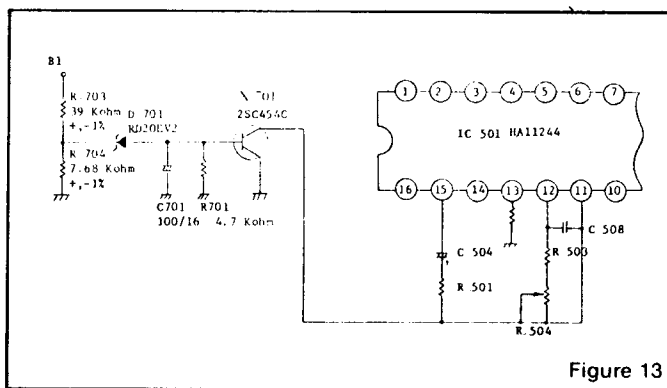 B1
R 703
39 Kohm
+,-1%
D 701
RD20EV2
R 704
7.68 Kohm
+,-1%
701
2SC454C
C701
100/16
R701
4.7 Kohm
1 2 3 4 5 6 7
IC 501 HA11244
16 15 14 13 12 11 10
C 504
R 501
C 508
R 503
R.504
Figure 13